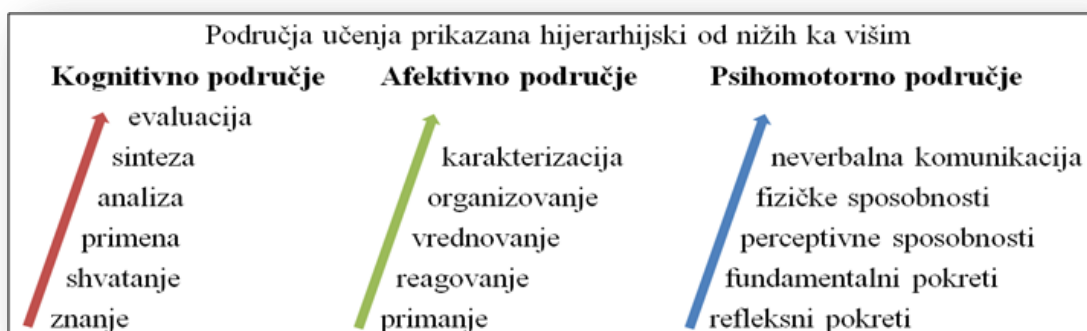 Područja učenja prikazana hijerarhijski od nižih ka višim
Kognitivno područje
evaluacija
sinteza
analiza
primena
shvatanje
znanje
Afektivno područje
karakterizacija
organizovanje
vrednovanje
reagovanje
primanje
Psihomotorno područje
neverbalna komunikacija
fizičke sposobnosti
perceptivne sposobnosti
fundamentalni pokreti
refleksni pokreti